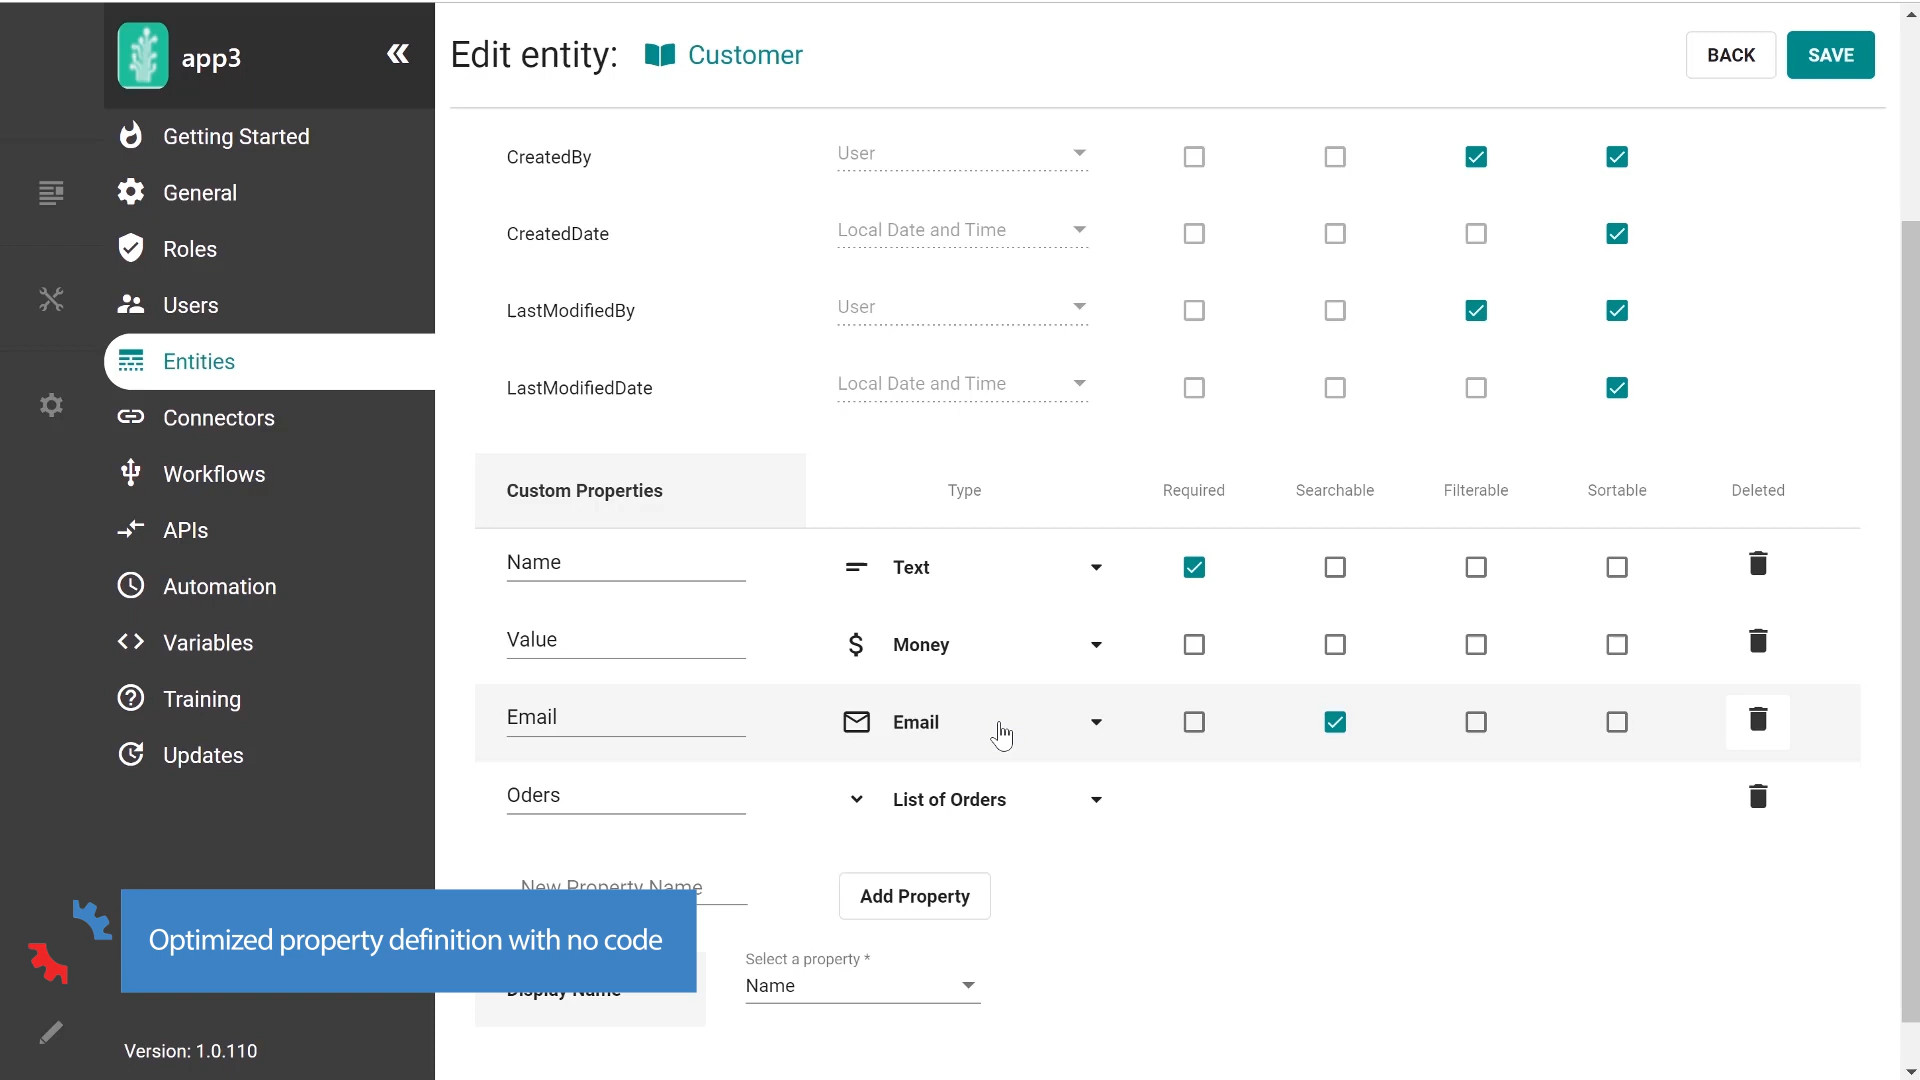 app3
Getting Started
General
Roles
Users
Entities
Connectors
Workflows
APIs
Automation
Variables
Training
Updates
Version: 1.0.110
Edit entity: Customer
BACK
SAVE
CreatedBy User
CreatedDate Local Date and Time
LastModifiedBy User
LastModifiedDate Local Date and Time
Custom Properties Type Required Searchable Filterable Sortable Deleted
Name Text
Value Money
Email Email
Oders List of Orders
New Property Name Add Property
Optimized property definition with no code
Display Name
Select a property *
Name